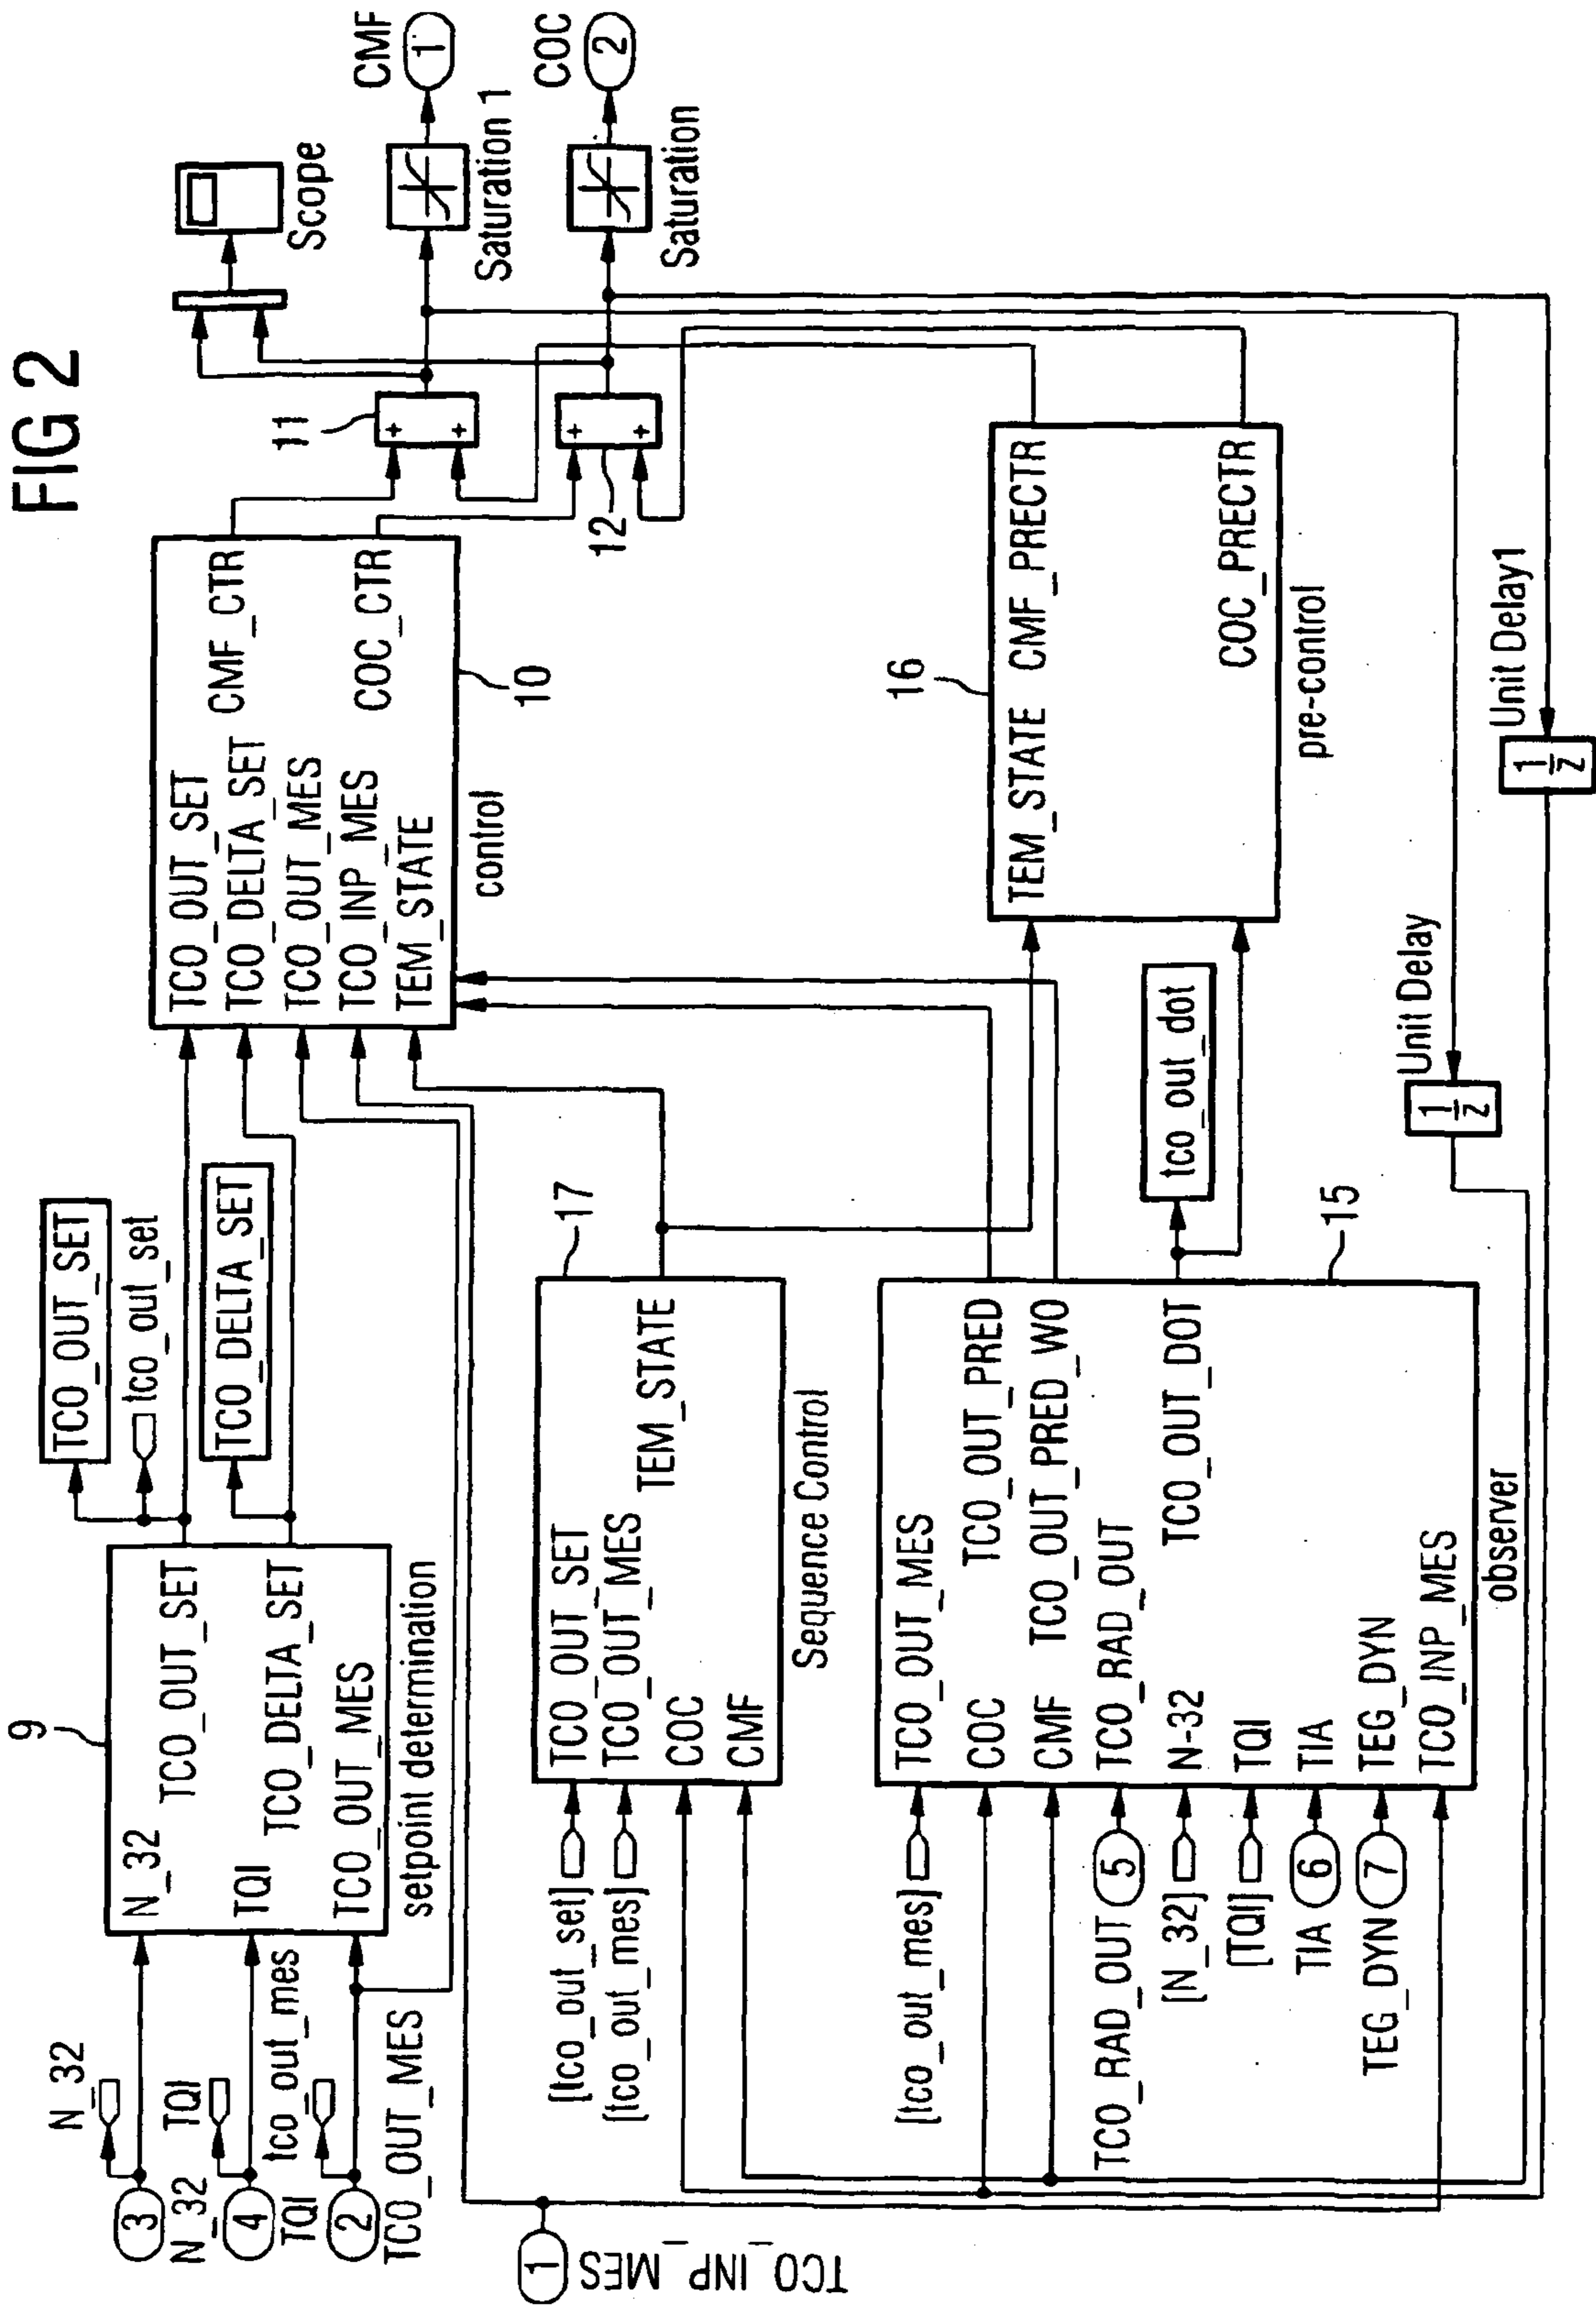 FIG 2
3
N_32
N_32
4
TQI
TQI
2
TCO_OUT_MES
tco_out_mes
1
TCO_INP_MES
9
N_32
TCO_OUT_SET
TQI
TCO_DELTA_SET
TCO_OUT_MES
setpoint determination
TCO_OUT_SET
tco_out_set
TCO_DELTA_SET
TCO_OUT_SET
TCO_DELTA_SET
CMF_CTR
TCO_OUT_MES
TCO_INP_MES
COC_CTR
TEM_STATE
control
10
11
+
+
12
+
+
Scope
Saturation 1
CMF
1
Saturation
COC
2
[tco_out_set]
[tco_out_mes]
17
TCO_OUT_SET
TCO_OUT_MES
TEM_STATE
COC
CMF
Sequence Control
[tco_out_mes]
TCO_RAD_OUT
5
[N_32]
[TQI]
TIA
6
TEG_DYN
7
TCO_OUT_MES
COC
TCO_OUT_PRED
CMF
TCO_OUT_PRED_WO
TCO_RAD_OUT
N-32
TCO_OUT_DOT
TQI
TIA
TEG_DYN
TCO_INP_MES
observer
15
tco_out_dot
16
TEM_STATE
CMF_PRECTR
COC_PRECTR
pre-control
Unit Delay
1
z
Unit Delay1
1
z